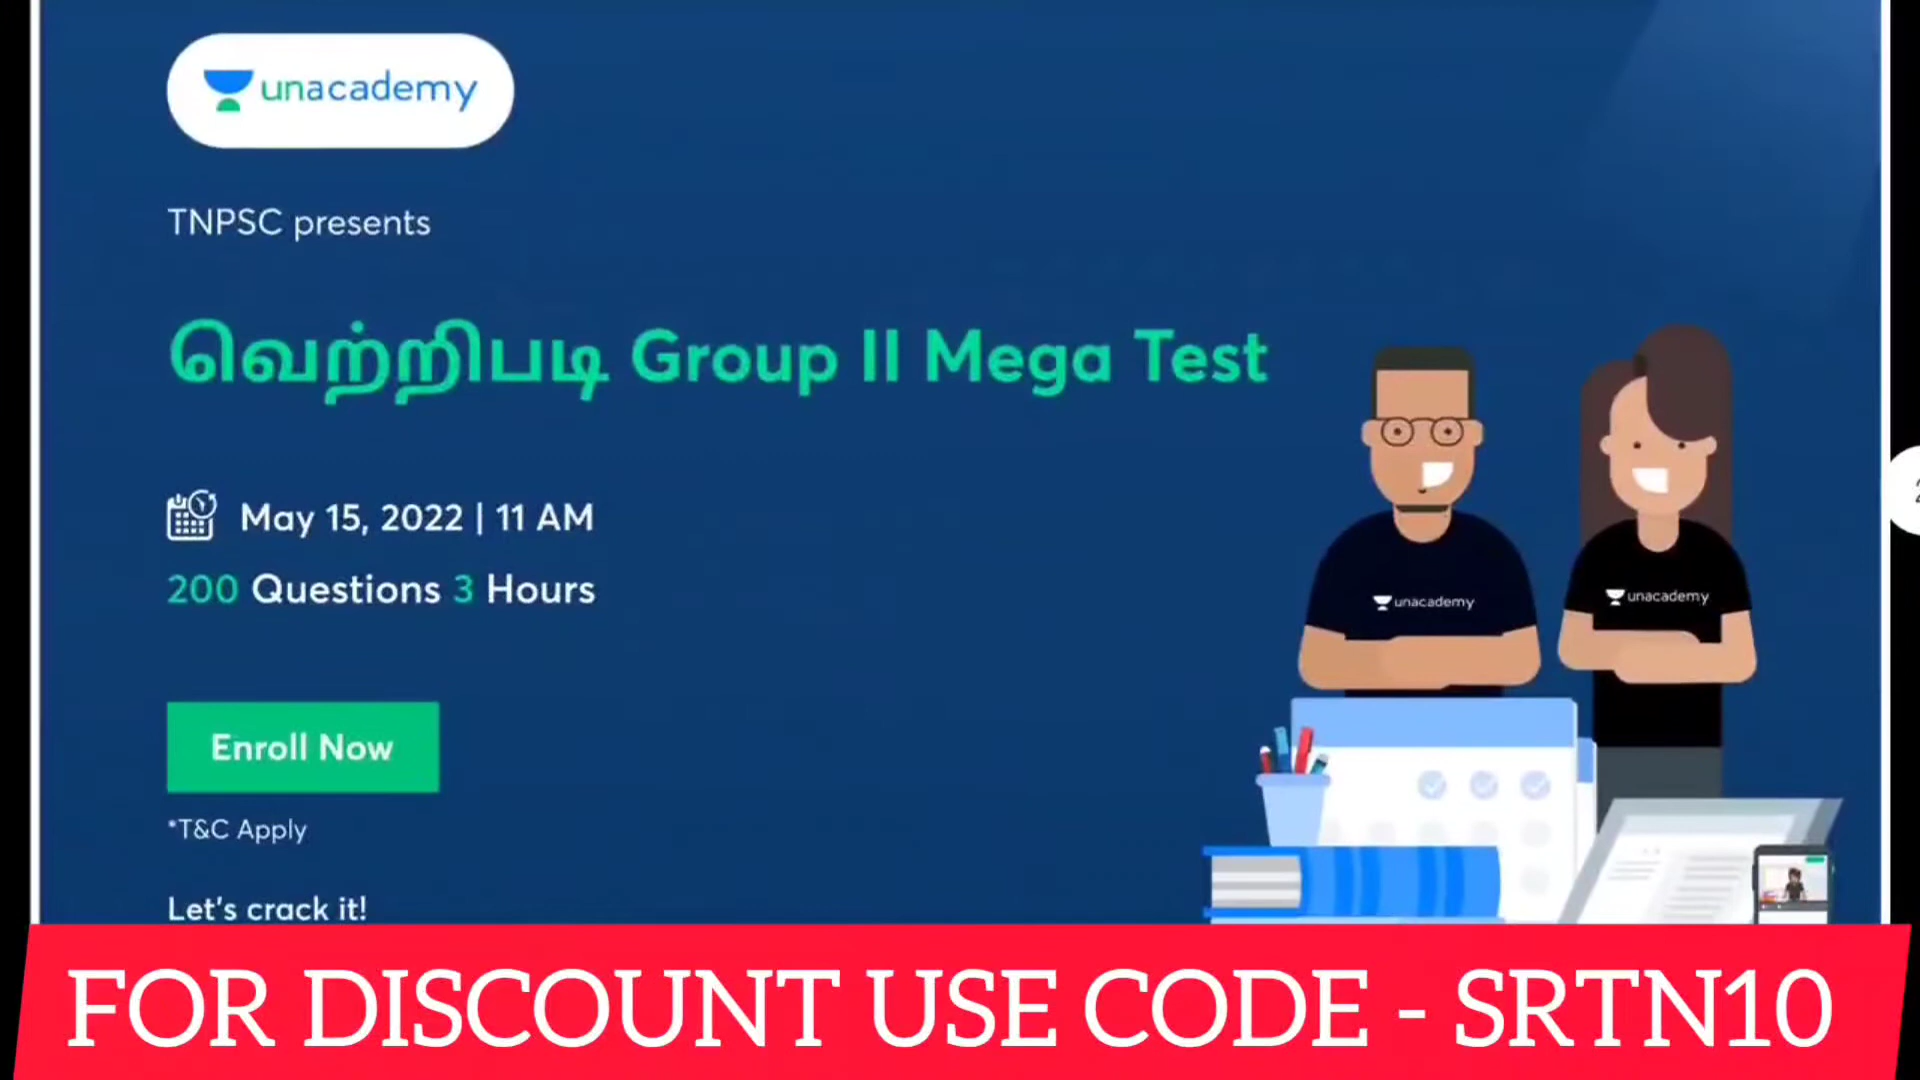 unacademy
TNPSC presents
வெற்றிபடி Group II Mega Test
May 15, 2022 | 11 AM
200 Questions 3 Hours
unacademy
unacademy
Enroll Now
*T&C Apply
Let's crack it!
FOR DISCOUNT USE CODE - SRTN10